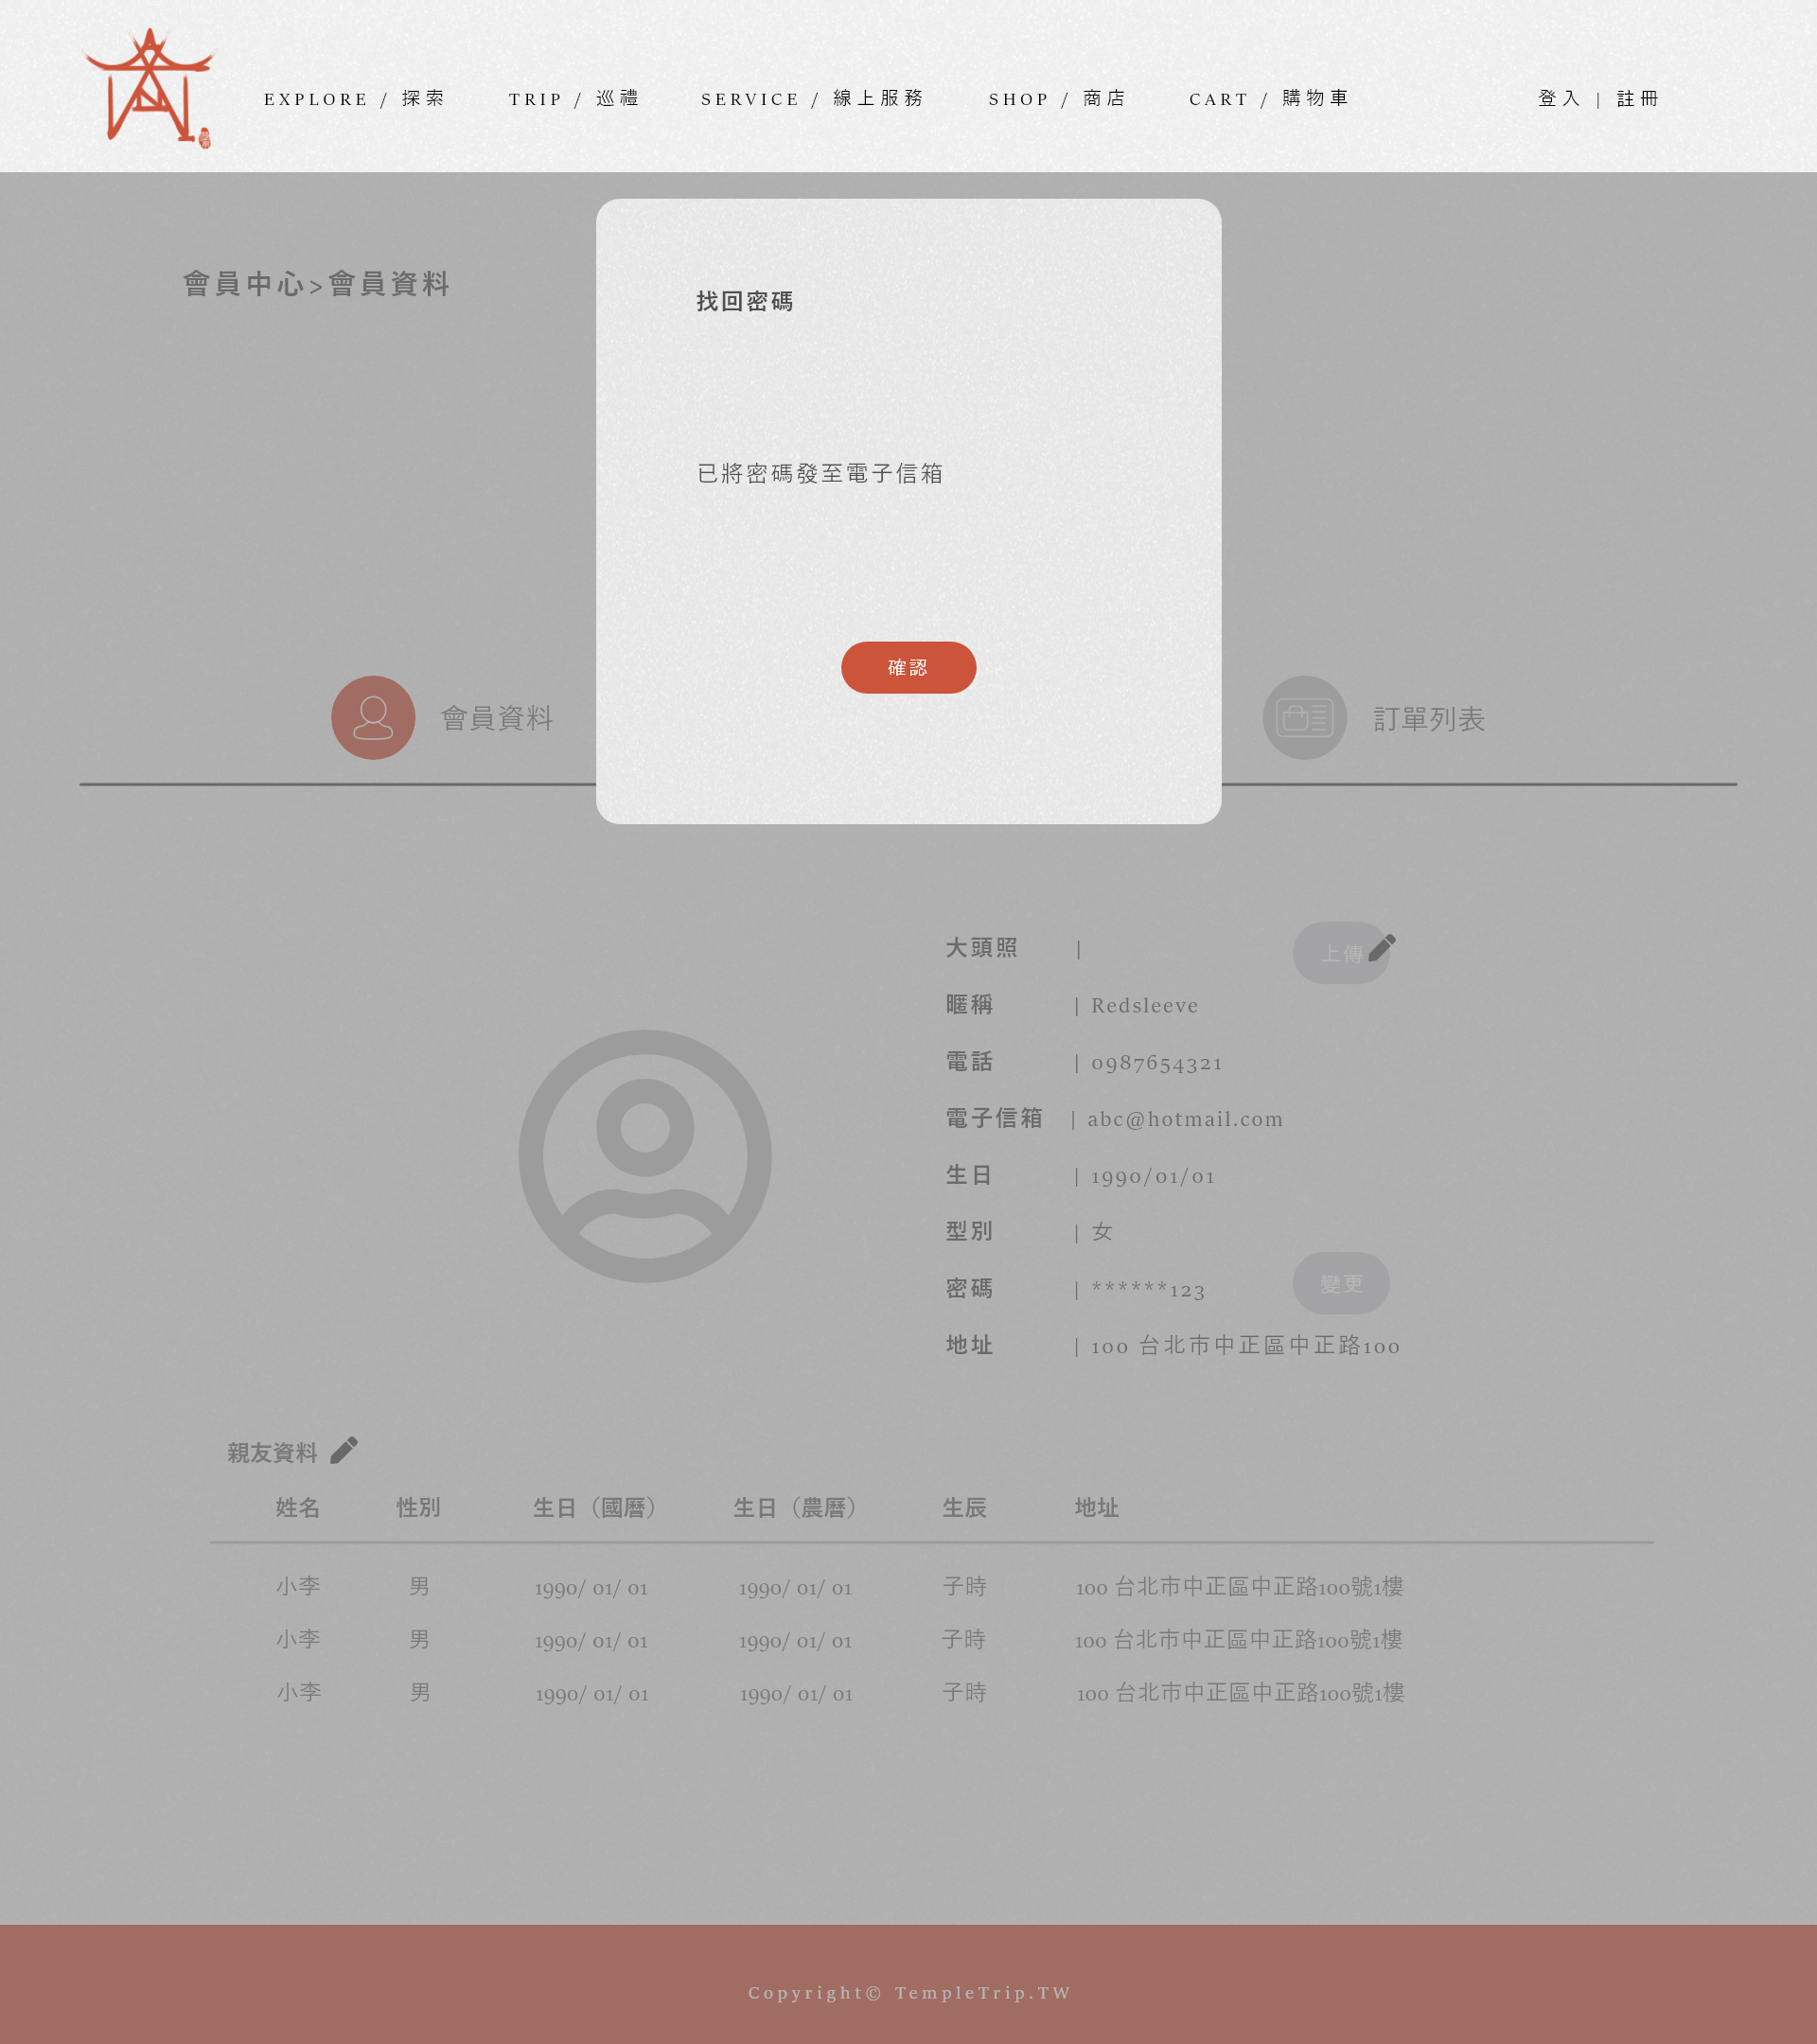 EXPLORE / 探索 TRIP / 巡禮 SERVICE / 線上服務 SHOP / 商店 CART / 購物車 登入 | 註冊
會員中心>會員資料
找回密碼
已將密碼發至電子信箱
確認
會員資料
訂單列表
大頭照 | 上傳
暱稱 | Redsleeve
電話 | 0987654321
電子信箱 | abc@hotmail.com
生日 | 1990/01/01
型別 | 女
密碼 | ******123 變更
地址 | 100 台北市中正區中正路100
親友資料
姓名 性別 生日（國曆） 生日（農曆） 生辰 地址
小李 男 1990/ 01/ 01 1990/ 01/ 01 子時 100 台北市中正區中正路100號1樓
小李 男 1990/ 01/ 01 1990/ 01/ 01 子時 100 台北市中正區中正路100號1樓
小李 男 1990/ 01/ 01 1990/ 01/ 01 子時 100 台北市中正區中正路100號1樓
Copyright© TempleTrip.TW